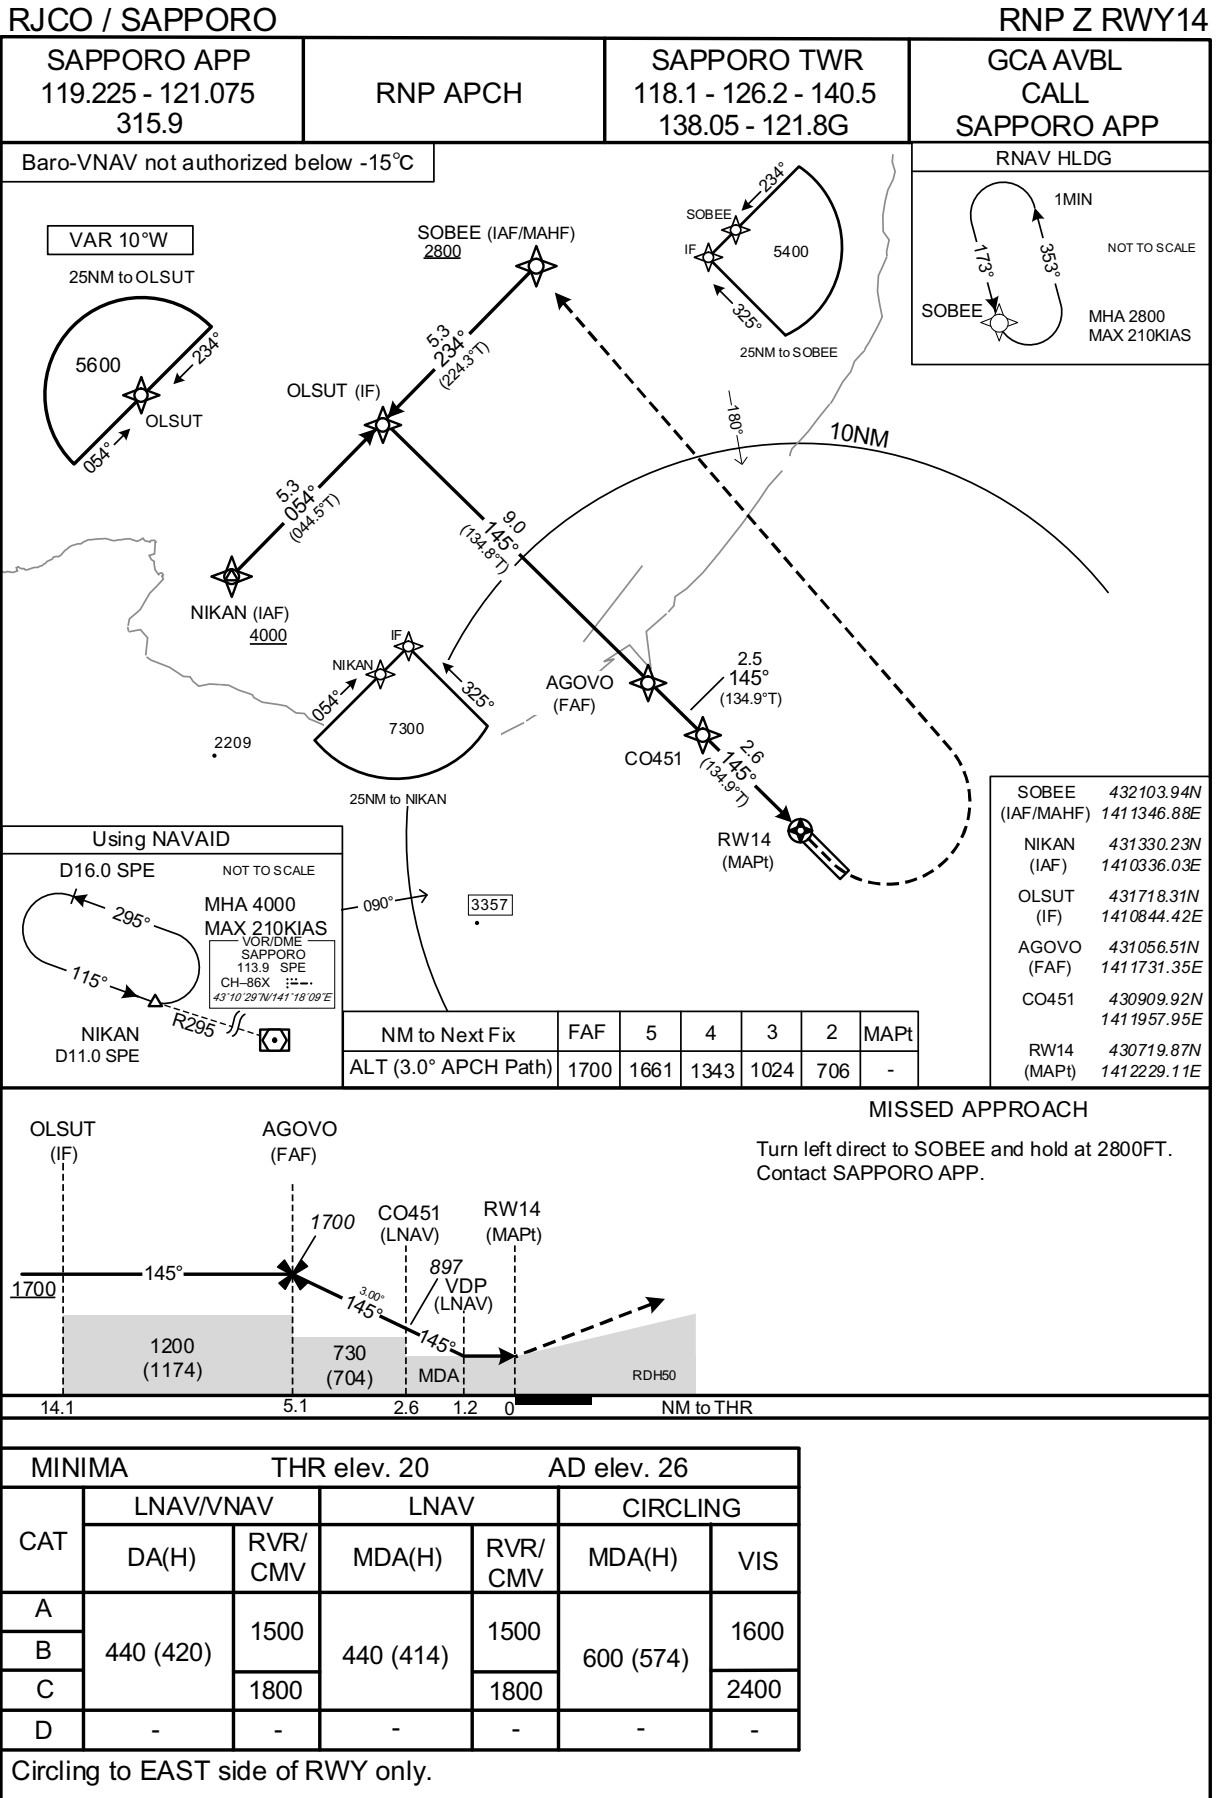 RJCO / SAPPORO
RNP Z RWY14
SAPPORO APP
119.225 - 121.075
315.9
RNP APCH
SAPPORO TWR
118.1 - 126.2 - 140.5
138.05 - 121.8G
GCA AVBL
CALL
SAPPORO APP
Baro-VNAV not authorized below -15℃
RNAV HLDG
1MIN
173°
353°
NOT TO SCALE
SOBEE
MHA 2800
MAX 210KIAS
VAR 10°W
25NM to OLSUT
5600
234°
OLSUT
054°
SOBEE (IAF/MAHF)
2800
234°
SOBEE
IF
5400
325°
25NM to SOBEE
5.3
234°
(224.3°T)
OLSUT (IF)
180°
10NM
5.3
054°
(044.5°T)
9.0
145°
(134.8°T)
NIKAN (IAF)
4000
IF
NIKAN
054°
325°
7300
25NM to NIKAN
AGOVO
(FAF)
2.5
145°
(134.9°T)
CO451
2.6
145°
(134.9°T)
RW14
(MAPt)
2209
3357
090°
Using NAVAID
D16.0 SPE
NOT TO SCALE
295°
MHA 4000
MAX 210KIAS
115°
VOR/DME
SAPPORO
113.9 SPE
CH–86X
43°10'29"N/141°18'09"E
NIKAN
D11.0 SPE
R295
SOBEE 432103.94N
(IAF/MAHF) 1411346.88E
NIKAN 431330.23N
(IAF) 1410336.03E
OLSUT 431718.31N
(IF) 1410844.42E
AGOVO 431056.51N
(FAF) 1411731.35E
CO451 430909.92N
1411957.95E
RW14 430719.87N
(MAPt) 1412229.11E
NM to Next Fix FAF 5 4 3 2 MAPt
ALT (3.0° APCH Path) 1700 1661 1343 1024 706 -
MISSED APPROACH
Turn left direct to SOBEE and hold at 2800FT.
Contact SAPPORO APP.
OLSUT
(IF)
AGOVO
(FAF)
1700
CO451
(LNAV)
RW14
(MAPt)
1700
145°
3.00°
145°
897
VDP
(LNAV)
145°
1200
(1174)
730
(704)
MDA
RDH50
14.1 5.1 2.6 1.2 0 NM to THR
MINIMA THR elev. 20 AD elev. 26
CAT LNAV/VNAV LNAV CIRCLING
DA(H) RVR/CMV MDA(H) RVR/CMV MDA(H) VIS
A
B
C
D
440 (420)
1500
1800
440 (414)
1500
1800
600 (574)
1600
2400
- - - - - -
Circling to EAST side of RWY only.